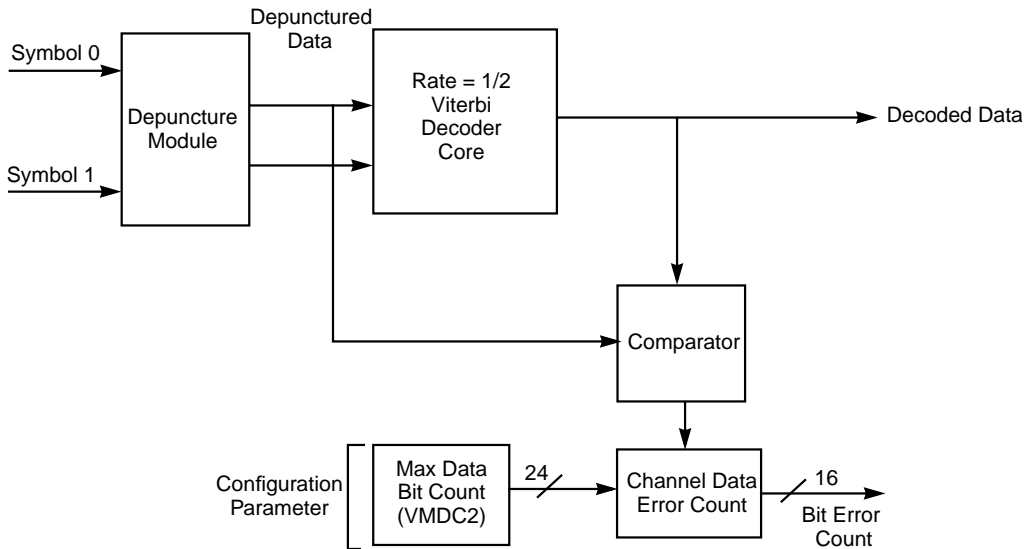 Depunctured
Data
Symbol 0
Depuncture
Module
Symbol 1
Rate = 1/2
Viterbi
Decoder
Core
Decoded Data
Comparator
Configuration
Parameter
Max Data
Bit Count
(VMDC2)
24
Channel Data
Error Count
16
Bit Error
Count